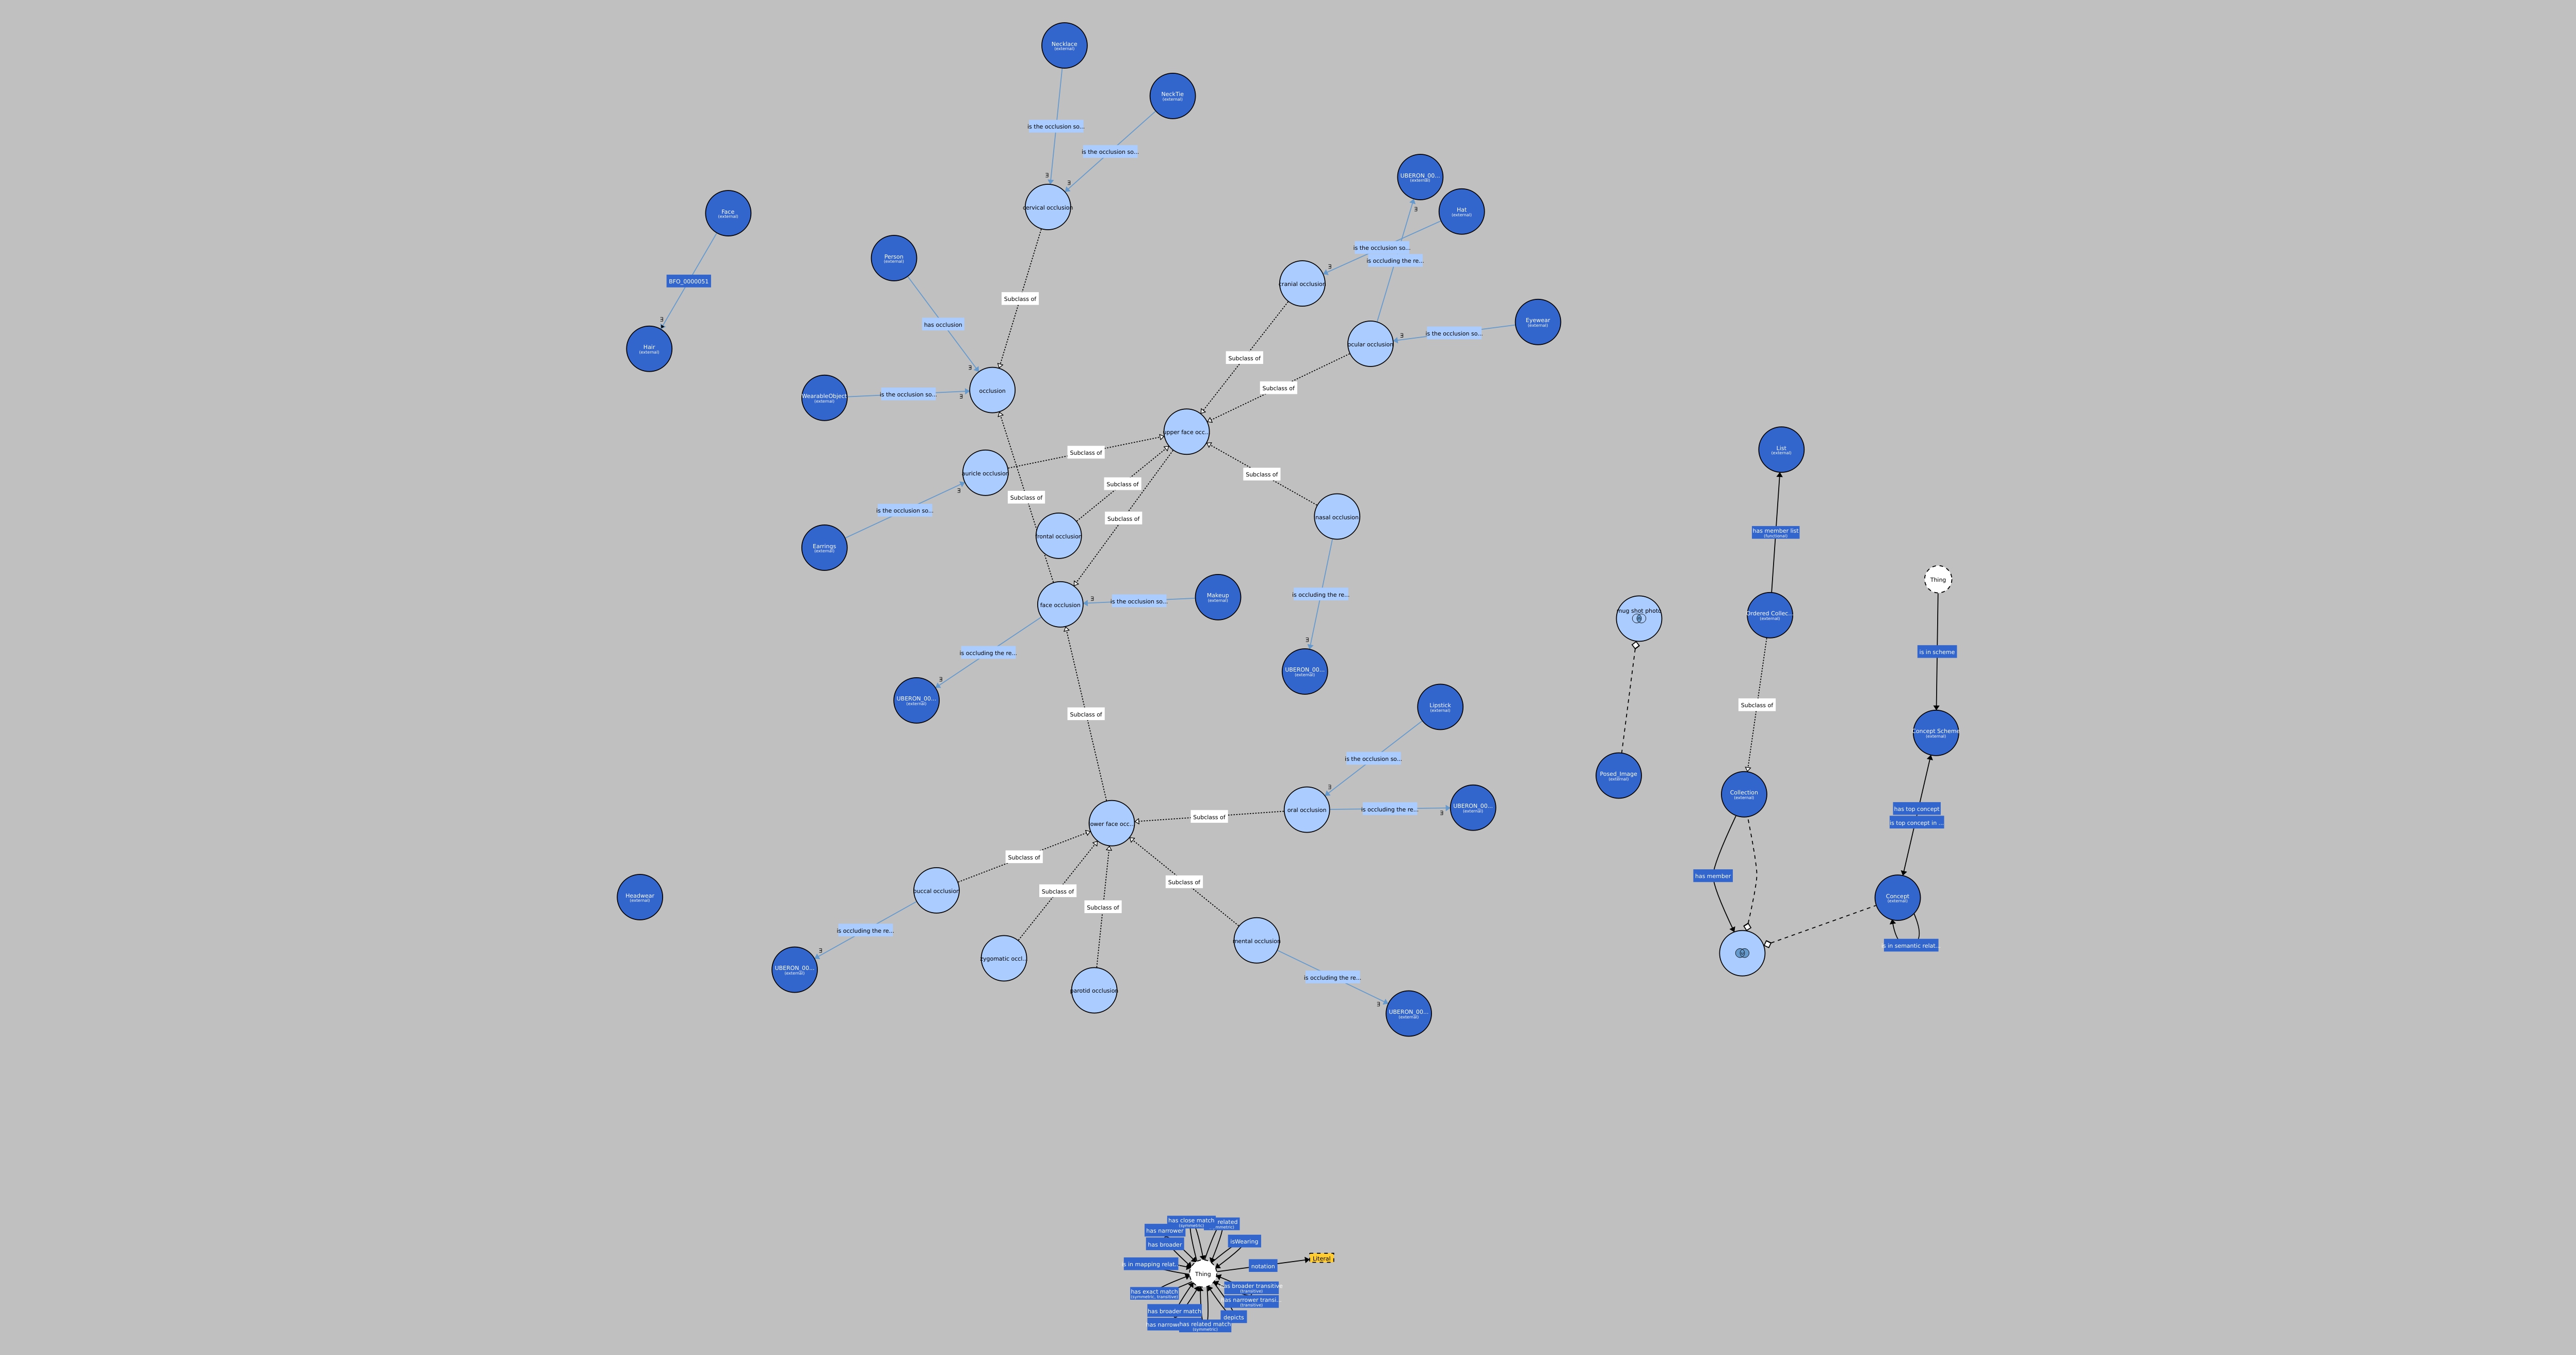 Necklace
(external)
NeckTie
(external)
is the occlusion so...
is the occlusion so...
UBERON_00...
(external)
Hat
(external)
cervical occlusion
Face
(external)
Person
(external)
is the occlusion so...
is occluding the re...
BFO_0000051
cranial occlusion
Subclass of
has occlusion
Eyewear
(external)
is the occlusion so...
ocular occlusion
Hair
(external)
Subclass of
Subclass of
occlusion
WearableObject
(external)
is the occlusion so...
upper face occ...
Subclass of
List
(external)
auricle occlusion
Subclass of
Subclass of
Subclass of
is the occlusion so...
Subclass of
nasal occlusion
has member list
(functional)
frontal occlusion
Earrings
(external)
Thing
is occluding the re...
Makeup
(external)
is the occlusion so...
face occlusion
mug shot photo
Ordered Collec...
(external)
is occluding the re...
is in scheme
UBERON_00...
(external)
UBERON_00...
(external)
Subclass of
Lipstick
(external)
Subclass of
Concept Scheme
(external)
is the occlusion so...
Posed_Image
(external)
Collection
(external)
oral occlusion
is occluding the re...
UBERON_00...
(external)
Subclass of
lower face occ...
has top concept
is top concept in ...
Subclass of
has member
Subclass of
Subclass of
buccal occlusion
Headwear
(external)
Concept
(external)
Subclass of
is occluding the re...
mental occlusion
is in semantic relat...
zygomatic occl...
UBERON_00...
(external)
is occluding the re...
parotid occlusion
UBERON_00...
(external)
has close match
(symmetric)
related
has narrower
isWearing
has broader
Literal
is in mapping relat...
notation
Thing
has broader transitive
(transitive)
has exact match
(symmetric, transitive)
has narrower transi...
(transitive)
has broader match
depicts
has related match
(symmetric)